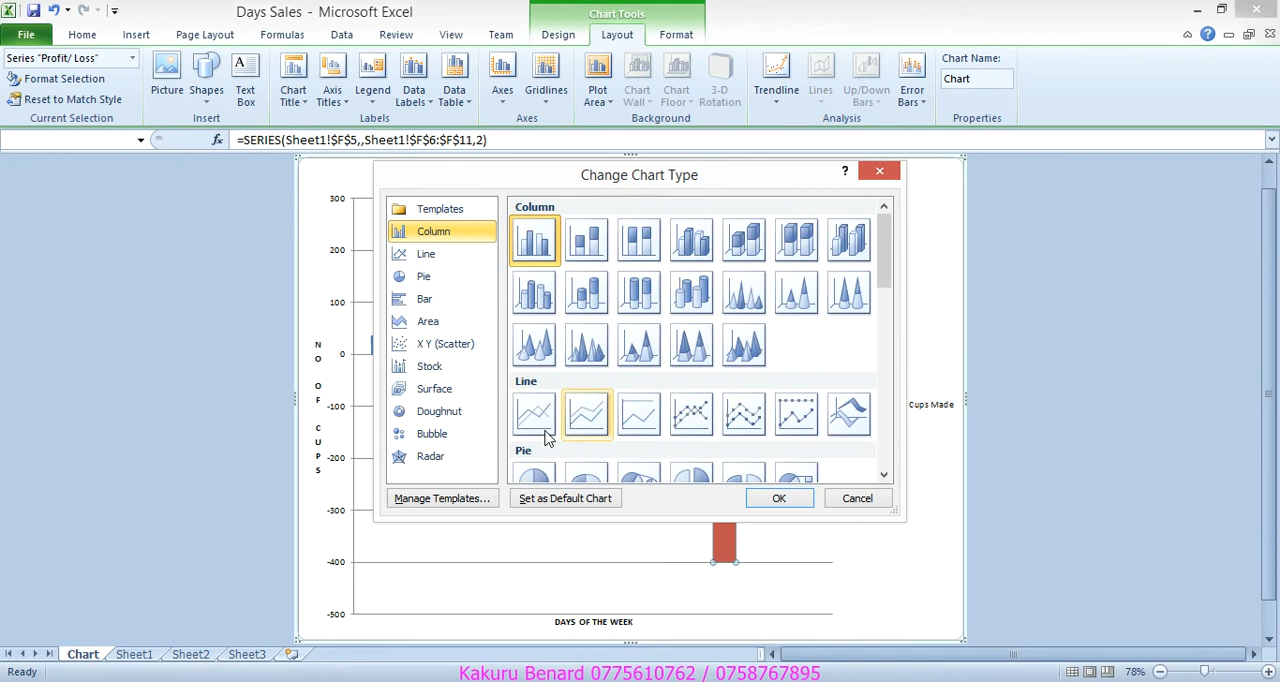 Days Sales - Microsoft Excel
Chart Tools
File Home Insert Page Layout Formulas Data Review View Team Design Layout Format
Series "Profit/ Loss"
Format Selection
Reset to Match Style
Current Selection
Picture Shapes Text Box
Insert
Chart Title Axis Titles Legend Data Labels Data Table
Labels
Axes Gridlines
Axes
Plot Area Chart Wall Chart Floor 3-D Rotation
Background
Trendline Lines Up/Down Bars Error Bars
Analysis
Chart Name:
Chart
Properties
fx =SERIES(Sheet1!$F$5,,Sheet1!$F$6:$F$11,2)
Change Chart Type
?
Templates
Column
Line
Pie
Bar
Area
X Y (Scatter)
Stock
Surface
Doughnut
Bubble
Radar
Column
Line
Pie
Manage Templates... Set as Default Chart OK Cancel
300
200
100
0
-100
-200
-300
-400
-500
NO OF CUPS
Cups Made
DAYS OF THE WEEK
Chart Sheet1 Sheet2 Sheet3
Ready
Kakuru Benard 0775610762 / 0758767895
78%